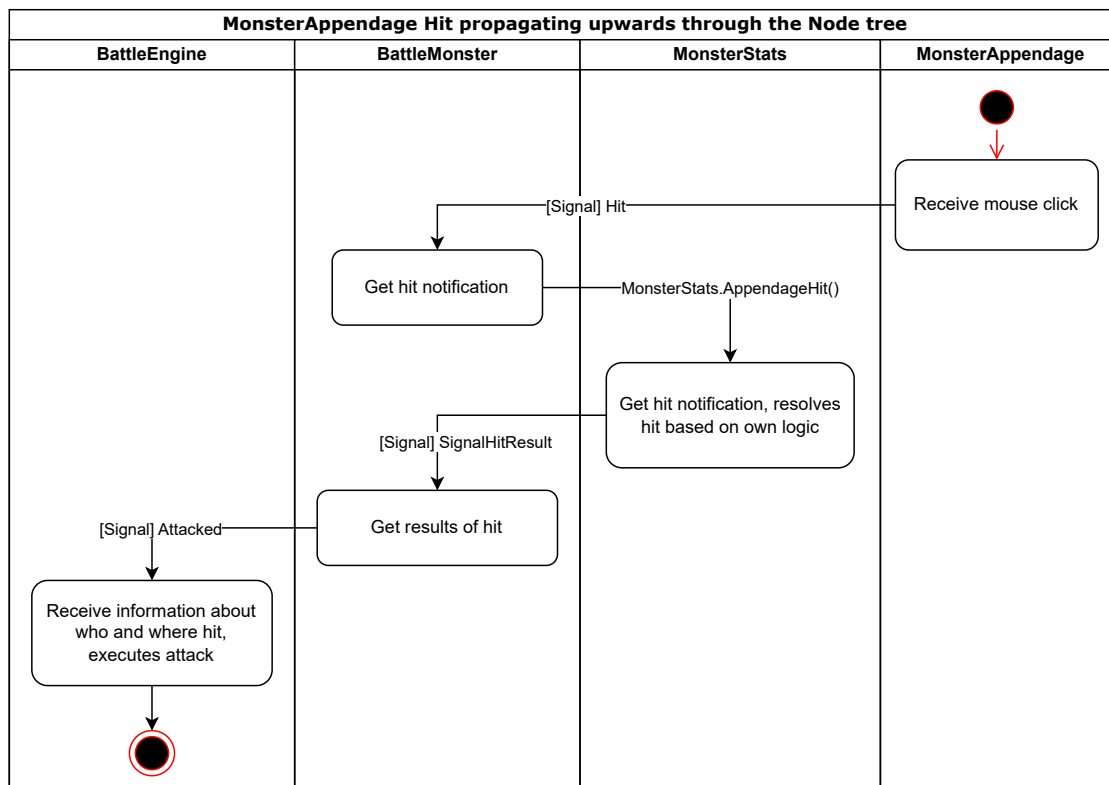 MonsterAppendage Hit propagating upwards through the Node tree
BattleEngine
BattleMonster
MonsterStats
MonsterAppendage
Receive mouse click
[Signal] Hit
Get hit notification
MonsterStats.AppendageHit()
Get hit notification, resolves
hit based on own logic
[Signal] SignalHitResult
Get results of hit
[Signal] Attacked
Receive information about
who and where hit,
executes attack